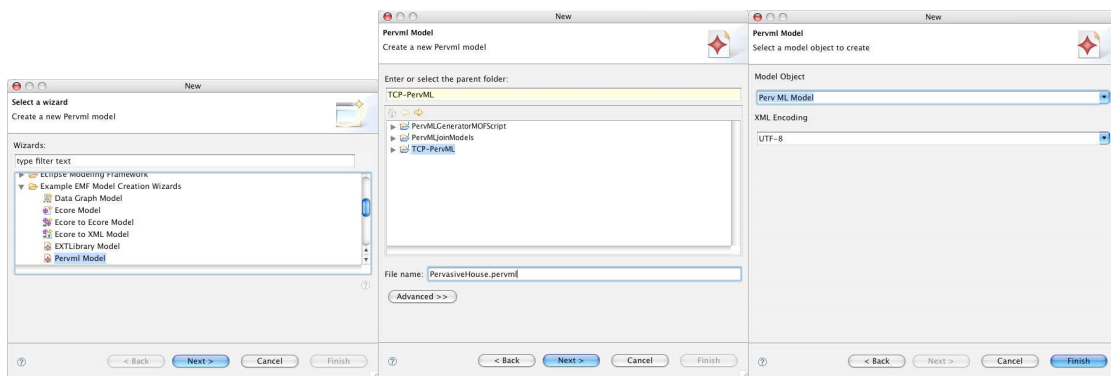 New
Select a wizard
Create a new Pervml model
Wizards:
type filter text
Eclipse Modeling Framework
Example EMF Model Creation Wizards
Data Graph Model
Ecore Model
Ecore to Ecore Model
Ecore to XML Model
EXTLibrary Model
Pervml Model
< Back
Next >
Cancel
Finish
New
Pervml Model
Create a new Pervml model
Enter or select the parent folder:
TCP-PervML
PervMLGeneratorMOFScript
PervMLJoinModels
TCP-PervML
File name: PervasiveHouse.pervml
Advanced >>
< Back
Next >
Cancel
Finish
New
Pervml Model
Select a model object to create
Model Object
Perv ML Model
XML Encoding
UTF-8
< Back
Next >
Cancel
Finish